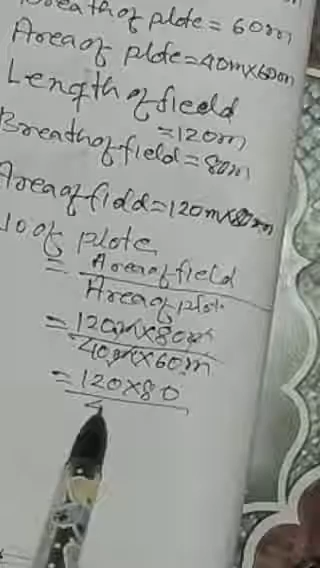 Breath of plote = 60m
Area of plote = 40m×60m
Length of field
= 120m
Breath of field = 80m
Area of field = 120m×80m
No of plote
= Area of field
Area of plot
= 120m×80m
40m×60m
= 120×80